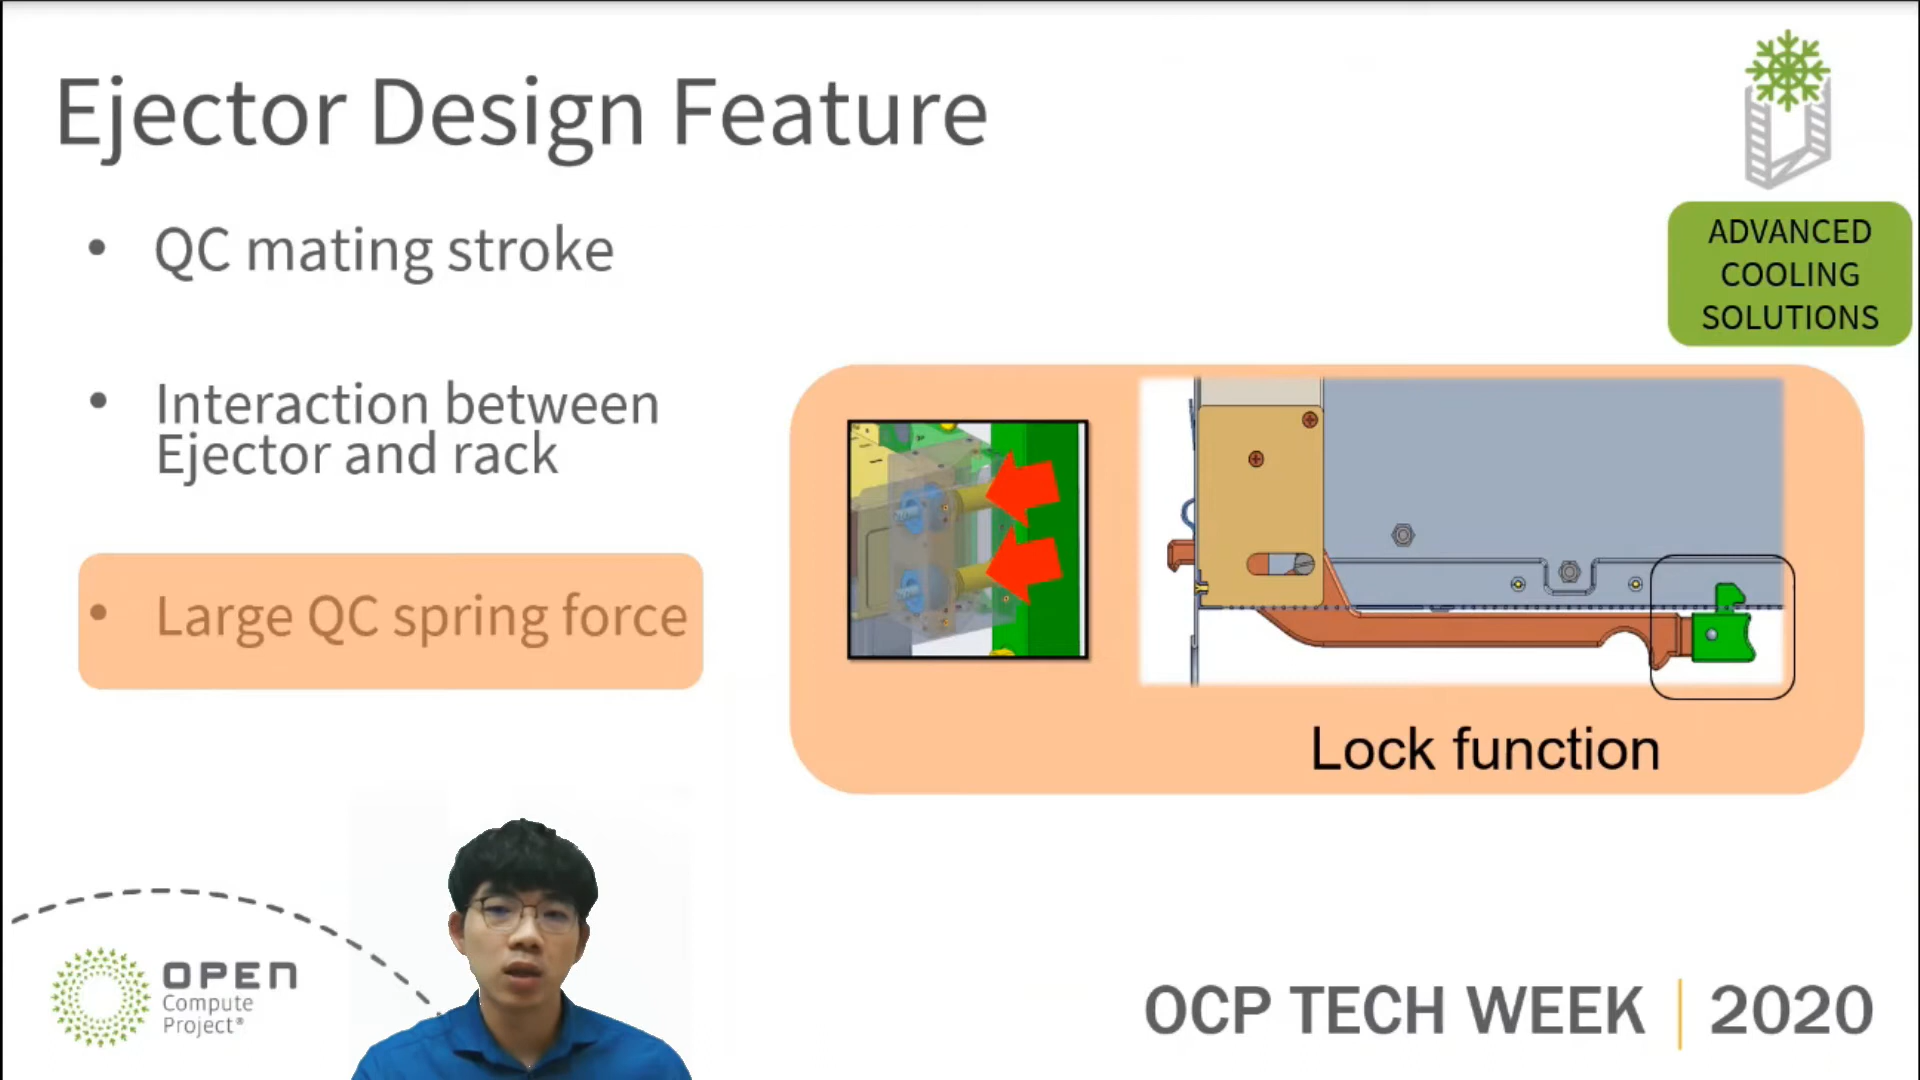 Ejector Design Feature
• QC mating stroke
• Interaction between
Ejector and rack
• Large QC spring force
ADVANCED
COOLING
SOLUTIONS
Lock function
OPEN
Compute
Project®
OCP TECH WEEK | 2020